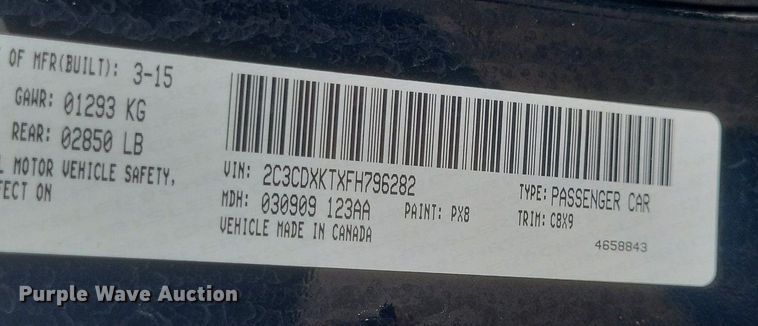 OF MFR(BUILT): 3-15
GAWR: 01293 KG
REAR: 02850 LB
MOTOR VEHICLE SAFETY,
ON
VIN: 2C3CDXKTXFH796282
TYPE: PASSENGER CAR
MDH: 030909 123AA PAINT: PX8 TRIM: C8X9
VEHICLE MADE IN CANADA
4658843
Purple Wave Auction